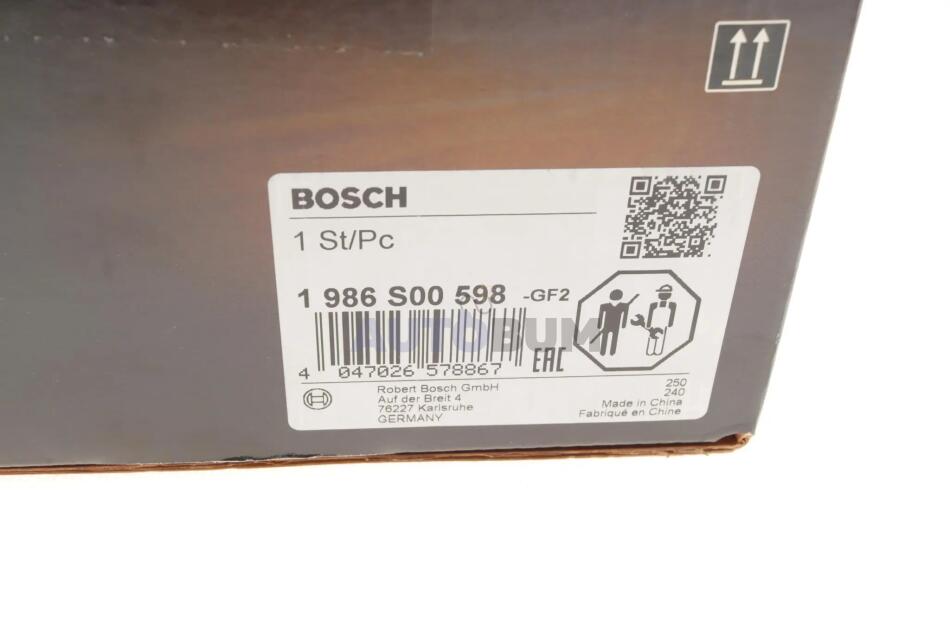 BOSCH
1 St/Pc
1 986 S00 598 -GF2
AUTOBUM
4 047026 578867
EAC
Robert Bosch GmbH
Auf der Breit 4
76227 Karlsruhe
GERMANY
250
240
Made in China
Fabriqué en Chine